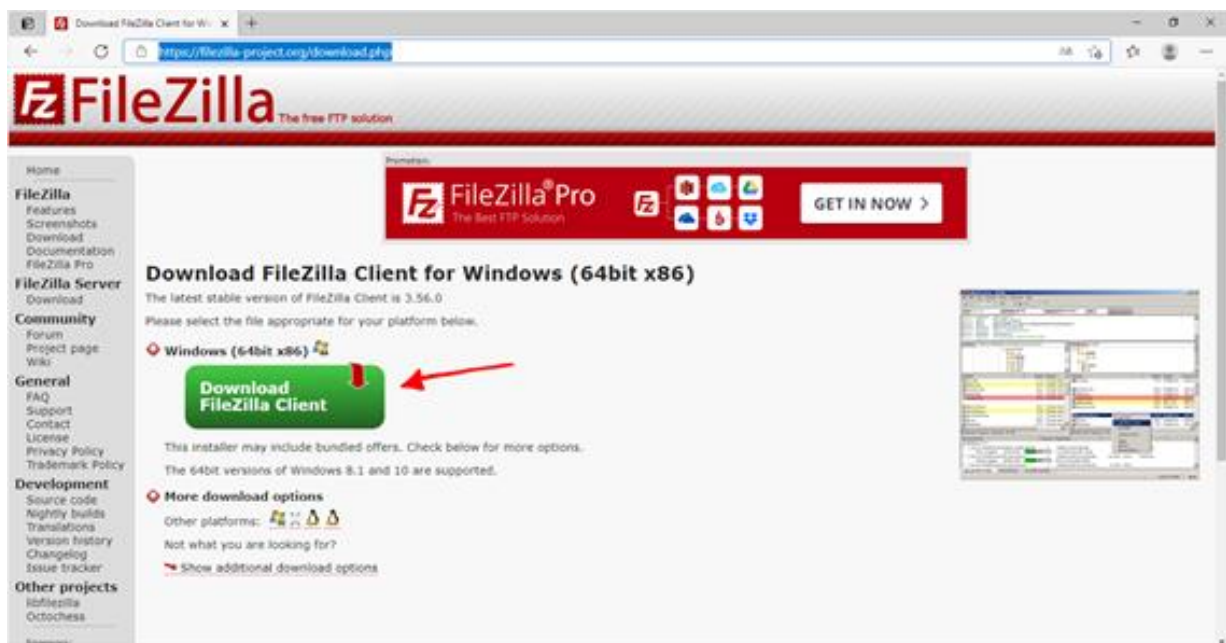 Download FileZilla Client for Wi
https://filezilla-project.org/download.php
FileZilla The free FTP solution
Home
FileZilla
Features
Screenshots
Download
Documentation
FileZilla Pro
FileZilla Server
Download
Community
Forum
Project page
Wiki
General
FAQ
Support
Contact
License
Privacy Policy
Trademark Policy
Development
Source code
Nightly builds
Translations
Version history
Changelog
Issue tracker
Other projects
libfilezilla
Octochess
Promotion:
FileZilla®Pro
The Best FTP Solution
GET IN NOW >
Download FileZilla Client for Windows (64bit x86)
The latest stable version of FileZilla Client is 3.56.0
Please select the file appropriate for your platform below.
Windows (64bit x86)
Download
FileZilla Client
This installer may include bundled offers. Check below for more options.
The 64bit versions of Windows 8.1 and 10 are supported.
More download options
Other platforms:
Not what you are looking for?
Show additional download options